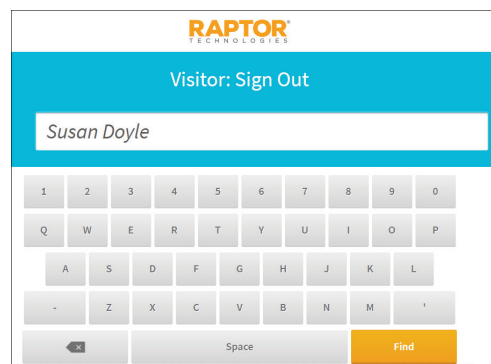 RAPTOR®
TECHNOLOGIES
Visitor: Sign Out
Susan Doyle
1 2 3 4 5 6 7 8 9 0
Q W E R T Y U I O P
A S D F G H J K L
- Z X C V B N M '
Space Find